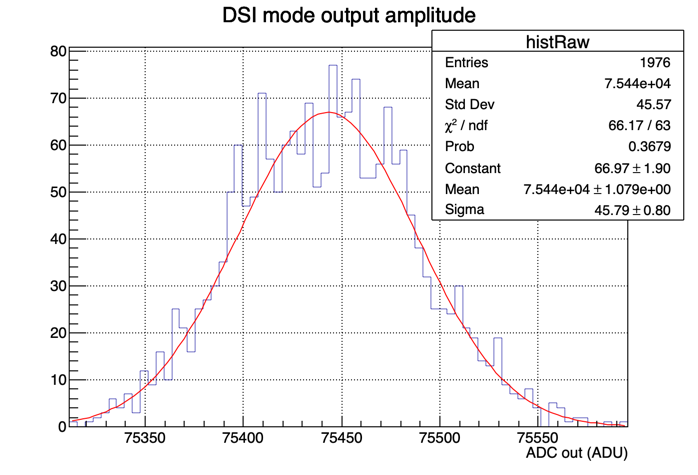 DSI mode output amplitude
histRaw
Entries 1976
Mean 7.544e+04
Std Dev 45.57
χ² / ndf 66.17 / 63
Prob 0.3679
Constant 66.97 ± 1.90
Mean 7.544e+04 ± 1.079e+00
Sigma 45.79 ± 0.80
80
70
60
50
40
30
20
10
0
75350 75400 75450 75500 75550
ADC out (ADU)